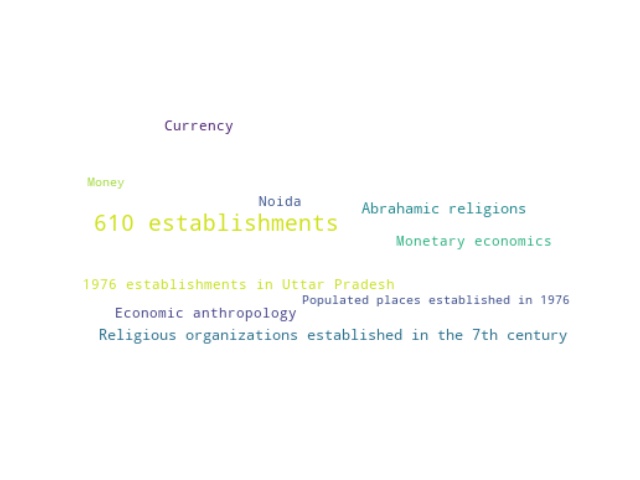 Currency
Money
Noida
Abrahamic religions
610 establishments
Monetary economics
1976 establishments in Uttar Pradesh
Populated places established in 1976
Economic anthropology
Religious organizations established in the 7th century